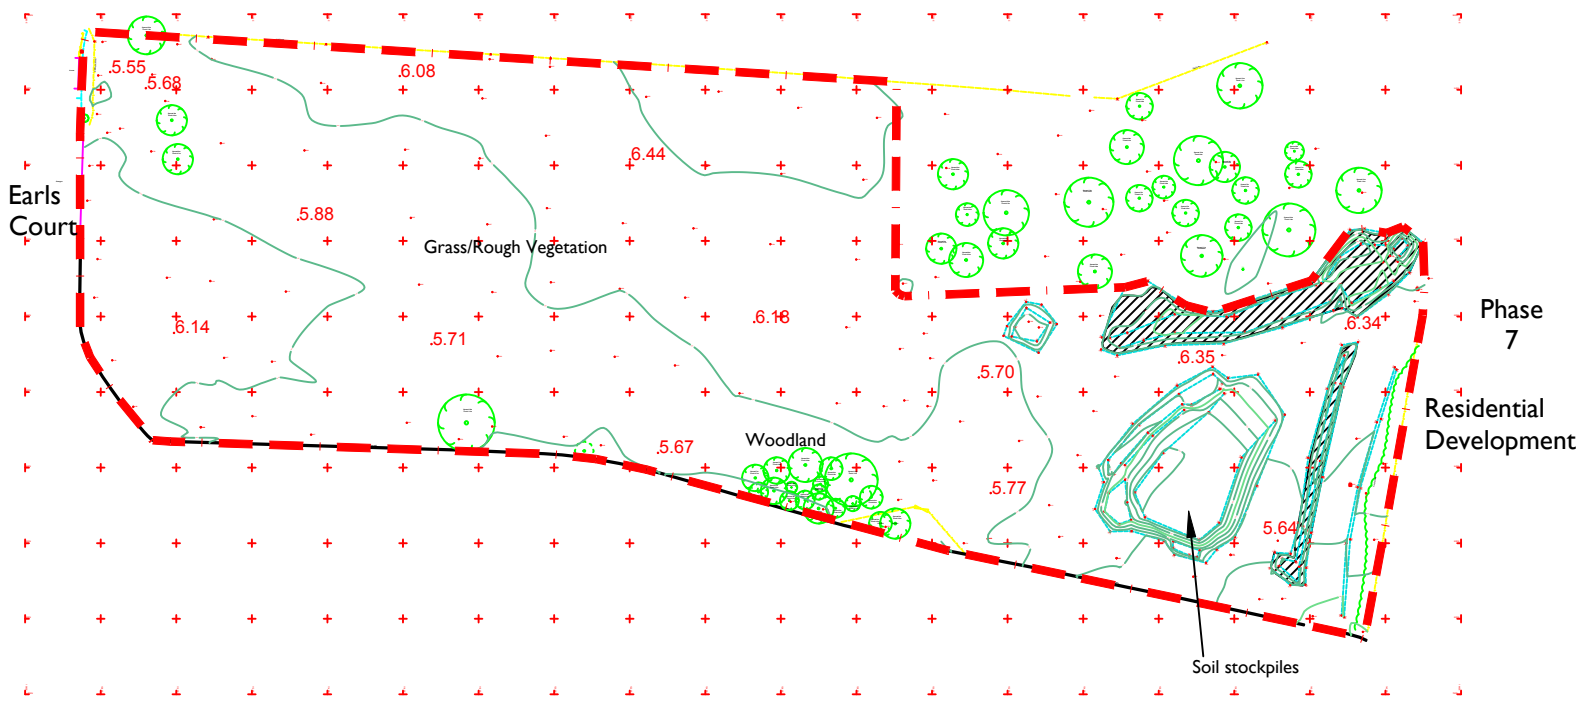 .5.55
.5.68
.6.08
.6.44
Earls
Court
.5.88
Grass/Rough Vegetation
.6.14
.5.71
.6.18
Phase
7
.6.34
.6.35
.5.70
Residential
Development
.5.67
Woodland
.5.77
5.64
Soil stockpiles